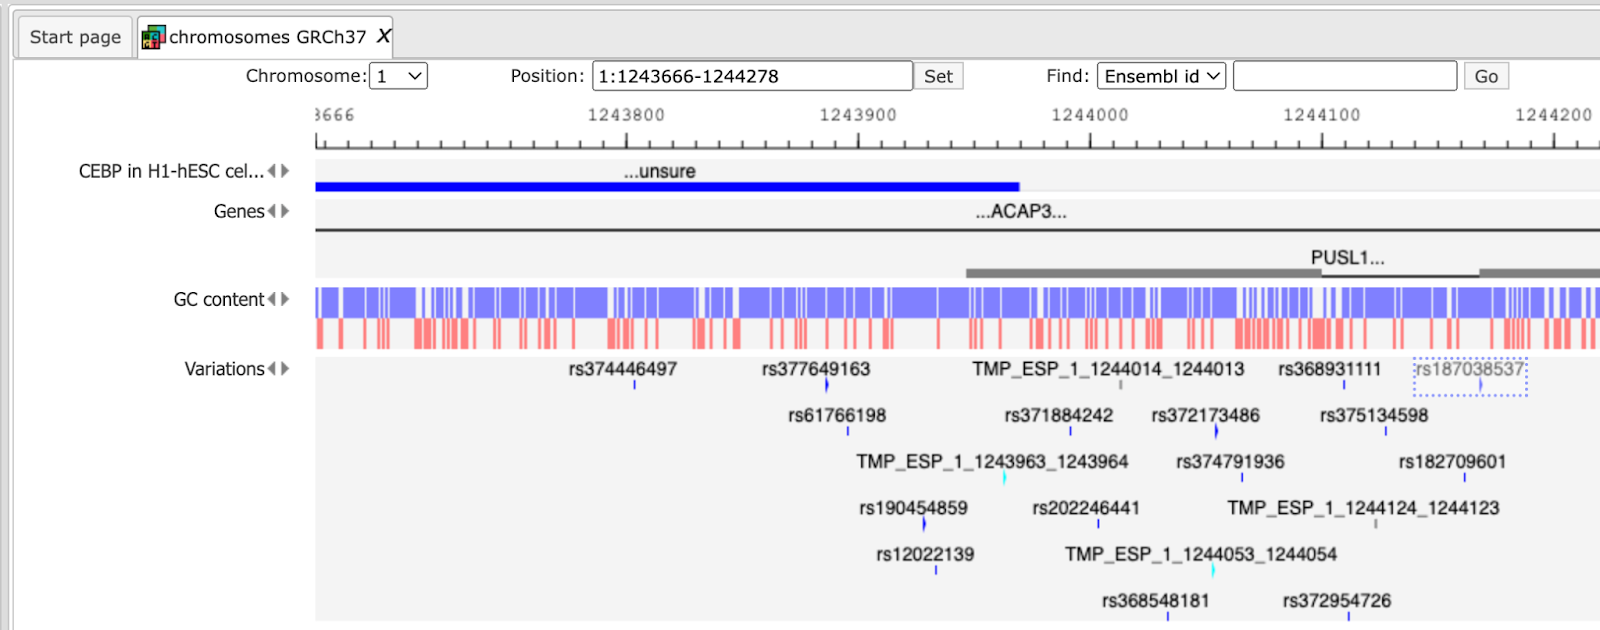 Start page chromosomes GRCh37 X
Chromosome: 1 Position: 1:1243666-1244278 Set Find: Ensembl id Go
3666 1243800 1243900 1244000 1244100 1244200
CEBP in H1-hESC cel... ...unsure
Genes ...ACAP3...
PUSL1...
GC content
Variations rs374446497 rs377649163 TMP_ESP_1_1244014_1244013 rs368931111 rs187038537
rs61766198 rs371884242 rs372173486 rs375134598
TMP_ESP_1_1243963_1243964 rs374791936 rs182709601
rs190454859 rs202246441 TMP_ESP_1_1244124_1244123
rs12022139 TMP_ESP_1_1244053_1244054
rs368548181 rs372954726